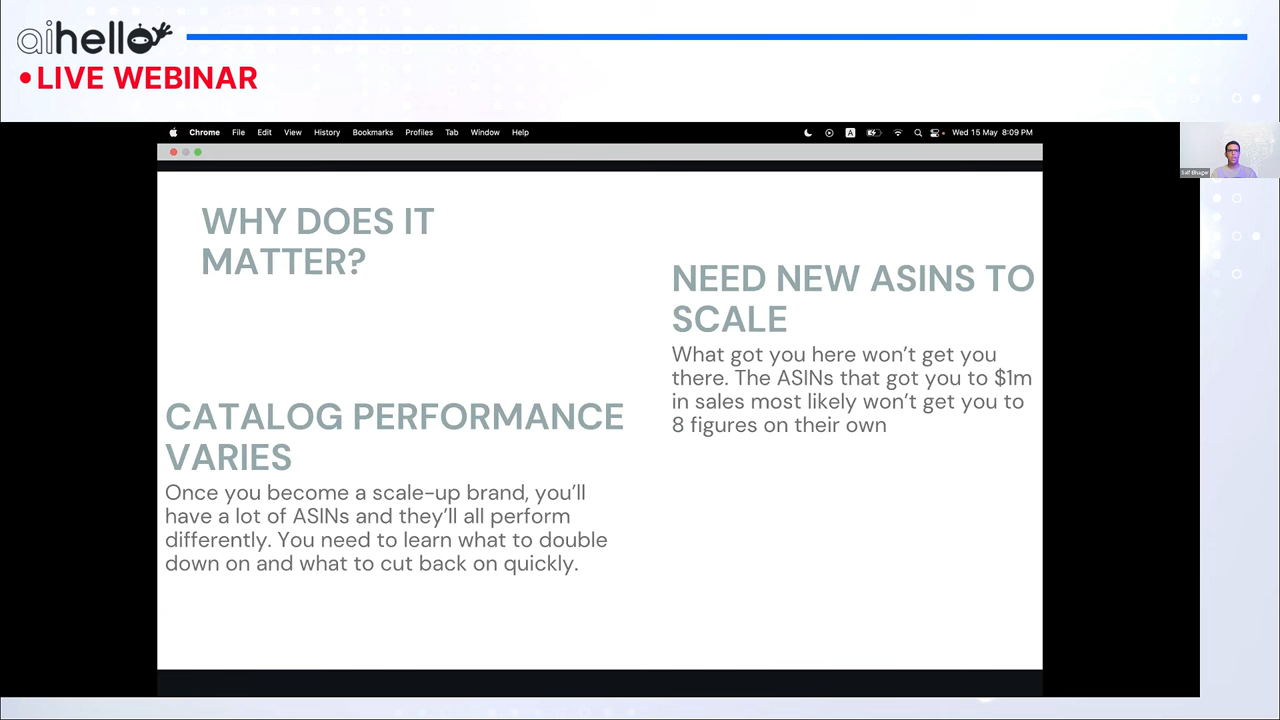 aihello
•LIVE WEBINAR
Chrome File Edit View History Bookmarks Profiles Tab Window Help
A
Wed 15 May 8:09 PM
WHY DOES IT
MATTER?
NEED NEW ASINS TO
SCALE
What got you here won’t get you
there. The ASINs that got you to $1m
in sales most likely won’t get you to
8 figures on their own
CATALOG PERFORMANCE
VARIES
Once you become a scale-up brand, you’ll
have a lot of ASINs and they’ll all perform
differently. You need to learn what to double
down on and what to cut back on quickly.